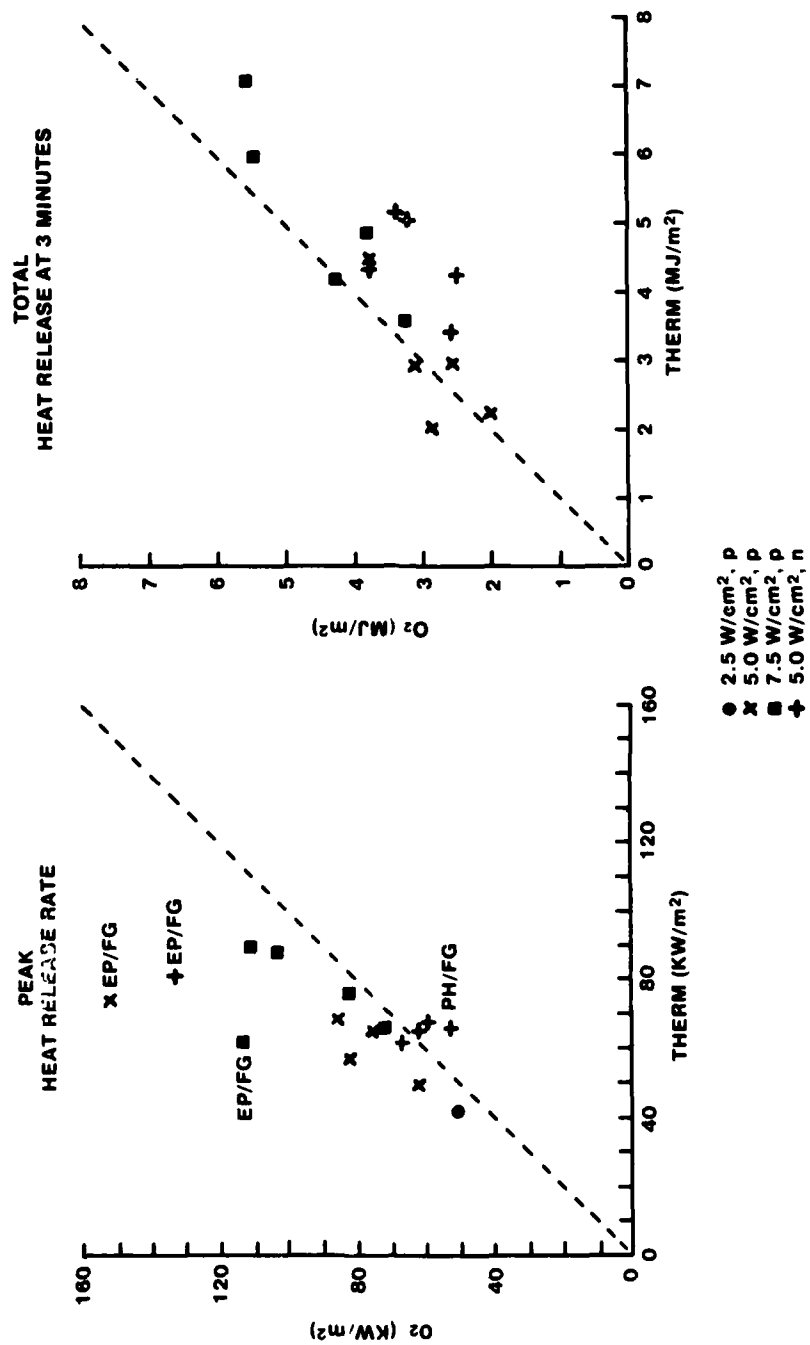 PEAK
HEAT RELEASE RATE
160
120
80
40
0
O2 (KW/m2)
EP/FG
EP/FG
EP/FG
PH/FG
0
40
80
120
160
THERM (KW/m2)
TOTAL
HEAT RELEASE AT 3 MINUTES
8
7
6
5
4
3
2
1
0
O2 (MJ/m2)
0
1
2
3
4
5
6
7
8
THERM (MJ/m2)
2.5 W/cm2, p
5.0 W/cm2, p
7.5 W/cm2, p
5.0 W/cm2, n